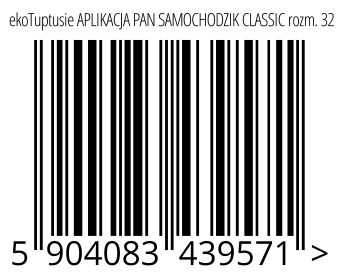 ekoTuptusie APLIKACJA PAN SAMOCHODZIK CLASSIC rozm. 32
5 904083 439571 >